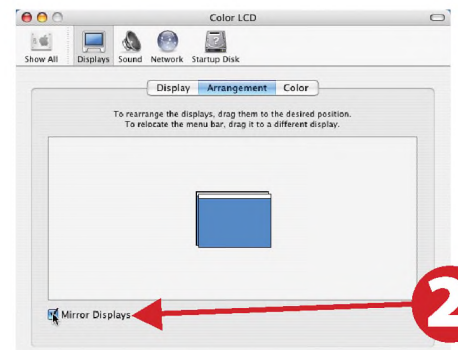 Color LCD
Show All Displays Sound Network Startup Disk
Display Arrangement Color
To rearrange the displays, drag them to the desired position.
To relocate the menu bar, drag it to a different display.
Mirror Displays
2